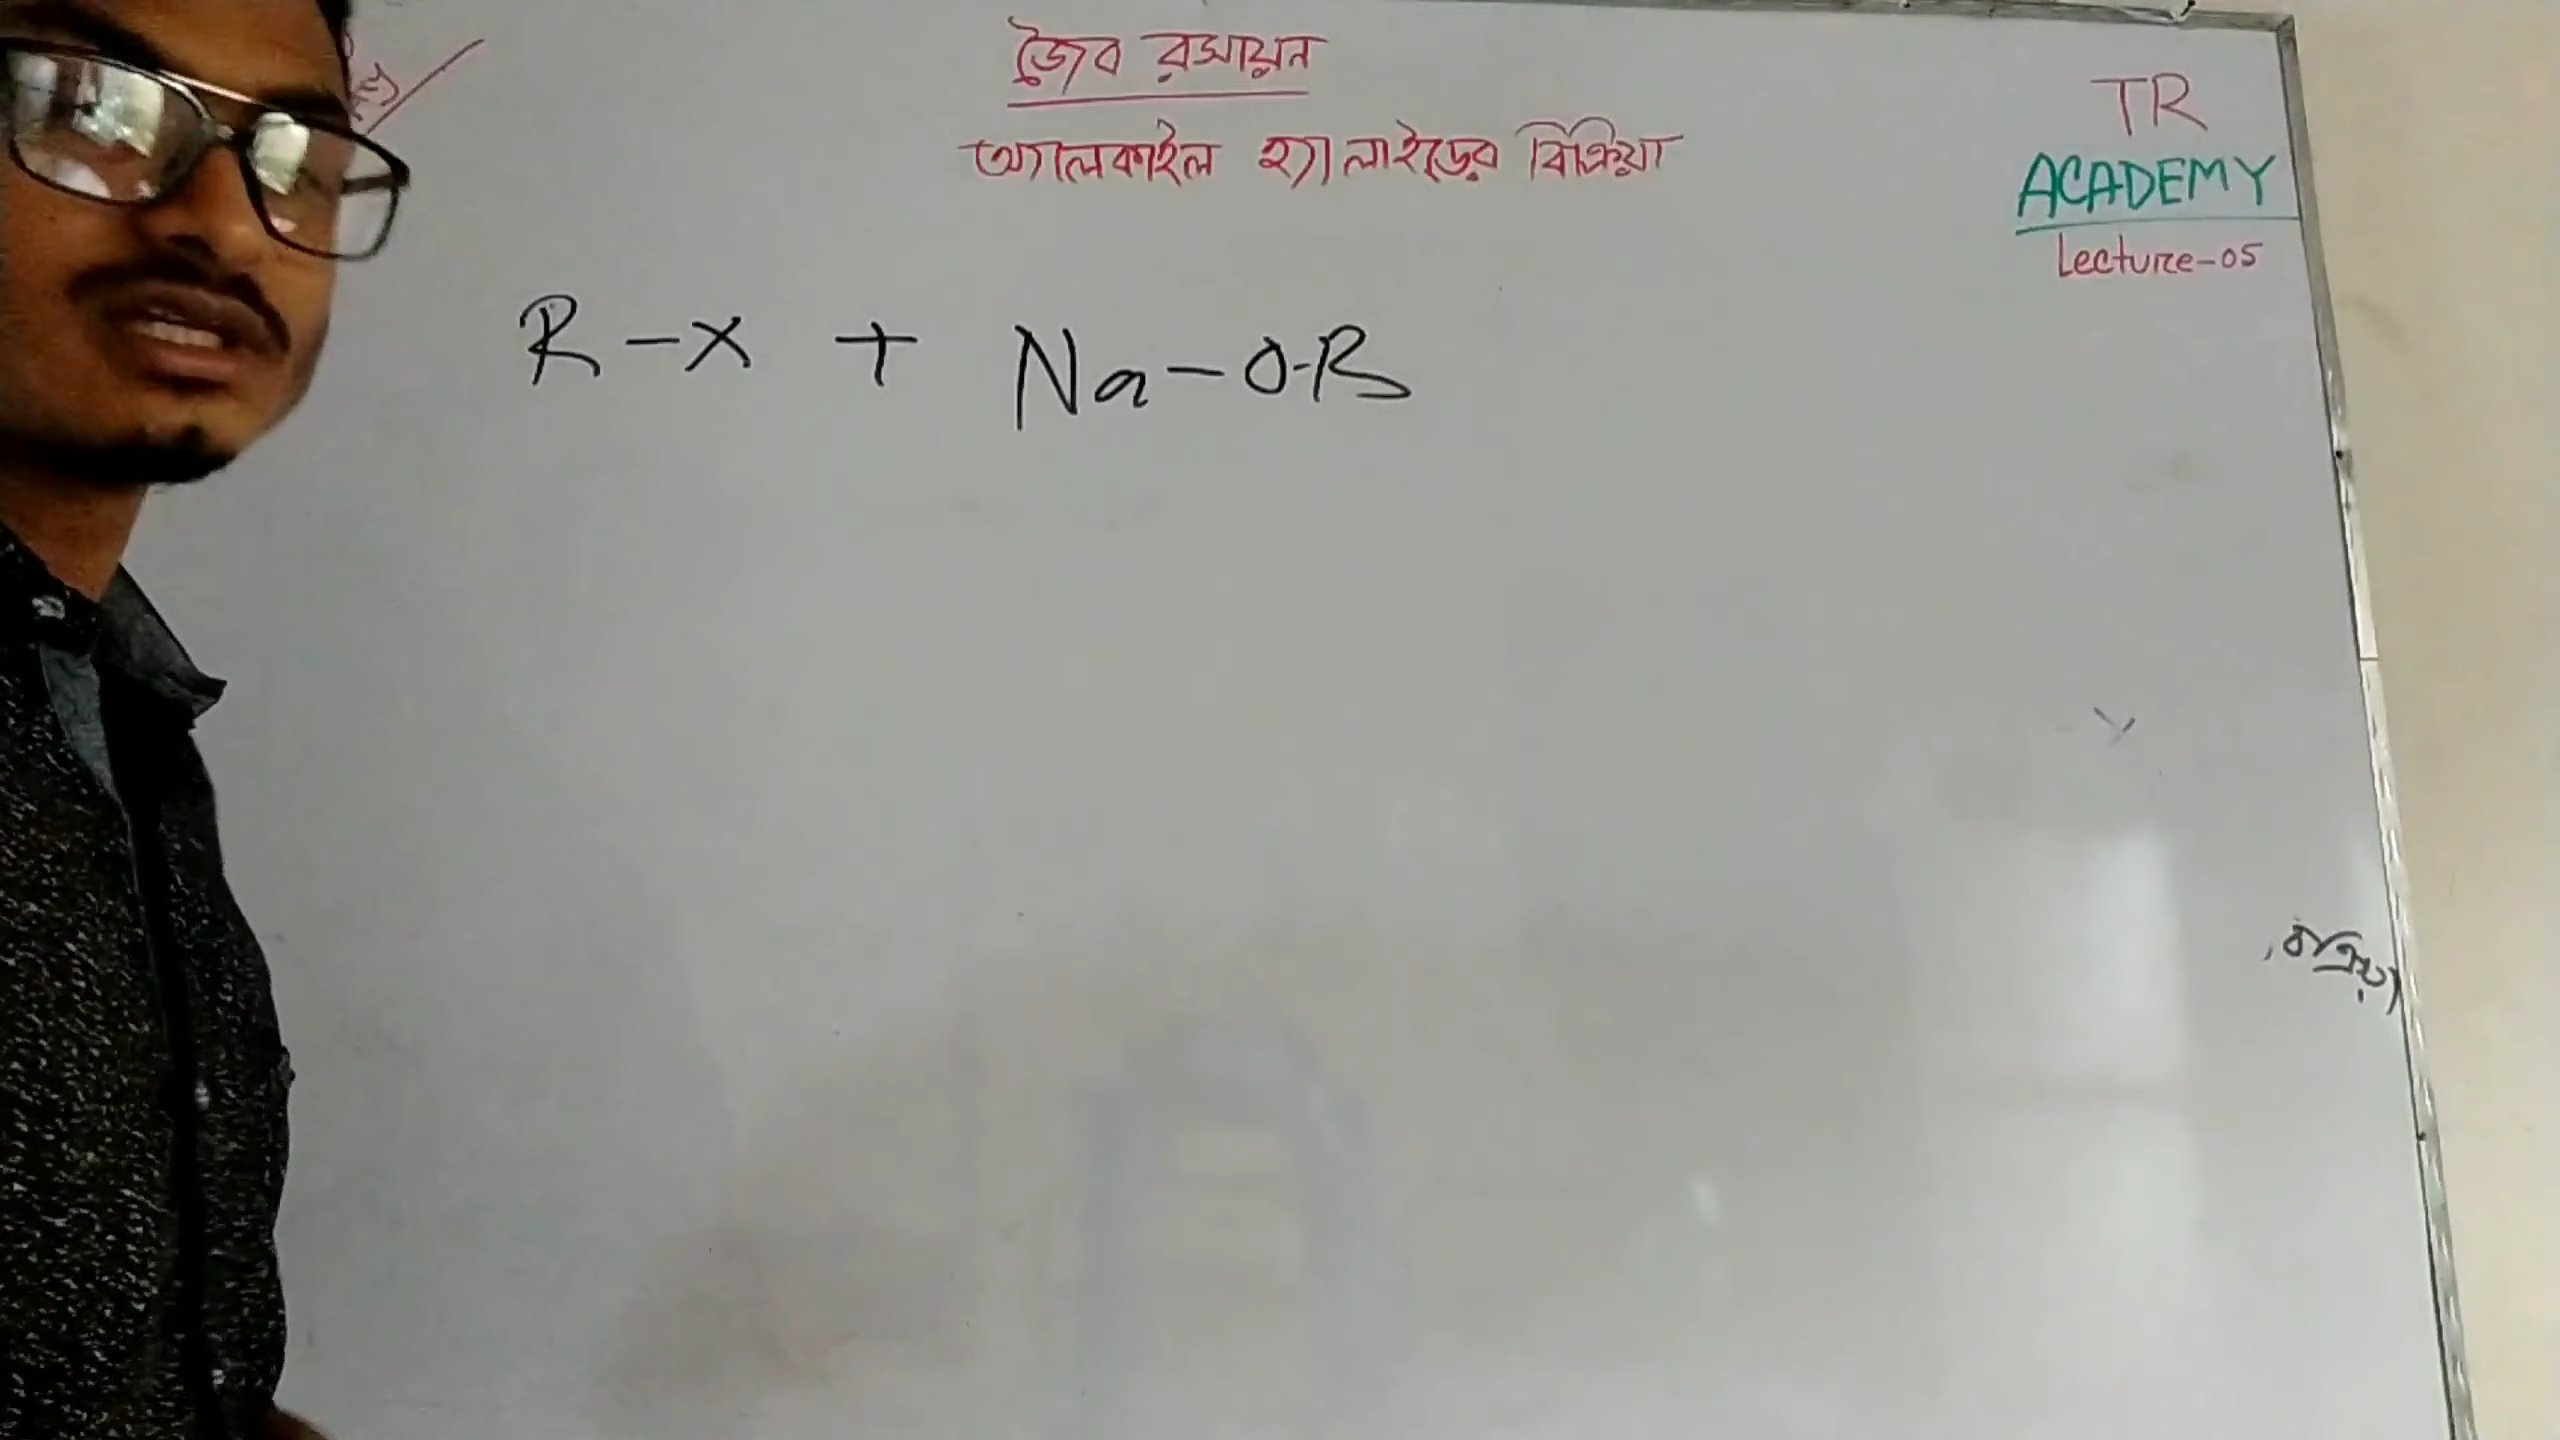 জৈব রসায়ন
অ্যালকাইল হ্যালাইডের বিক্রিয়া
TR
ACADEMY
Lecture-05
R-X + Na-O-R